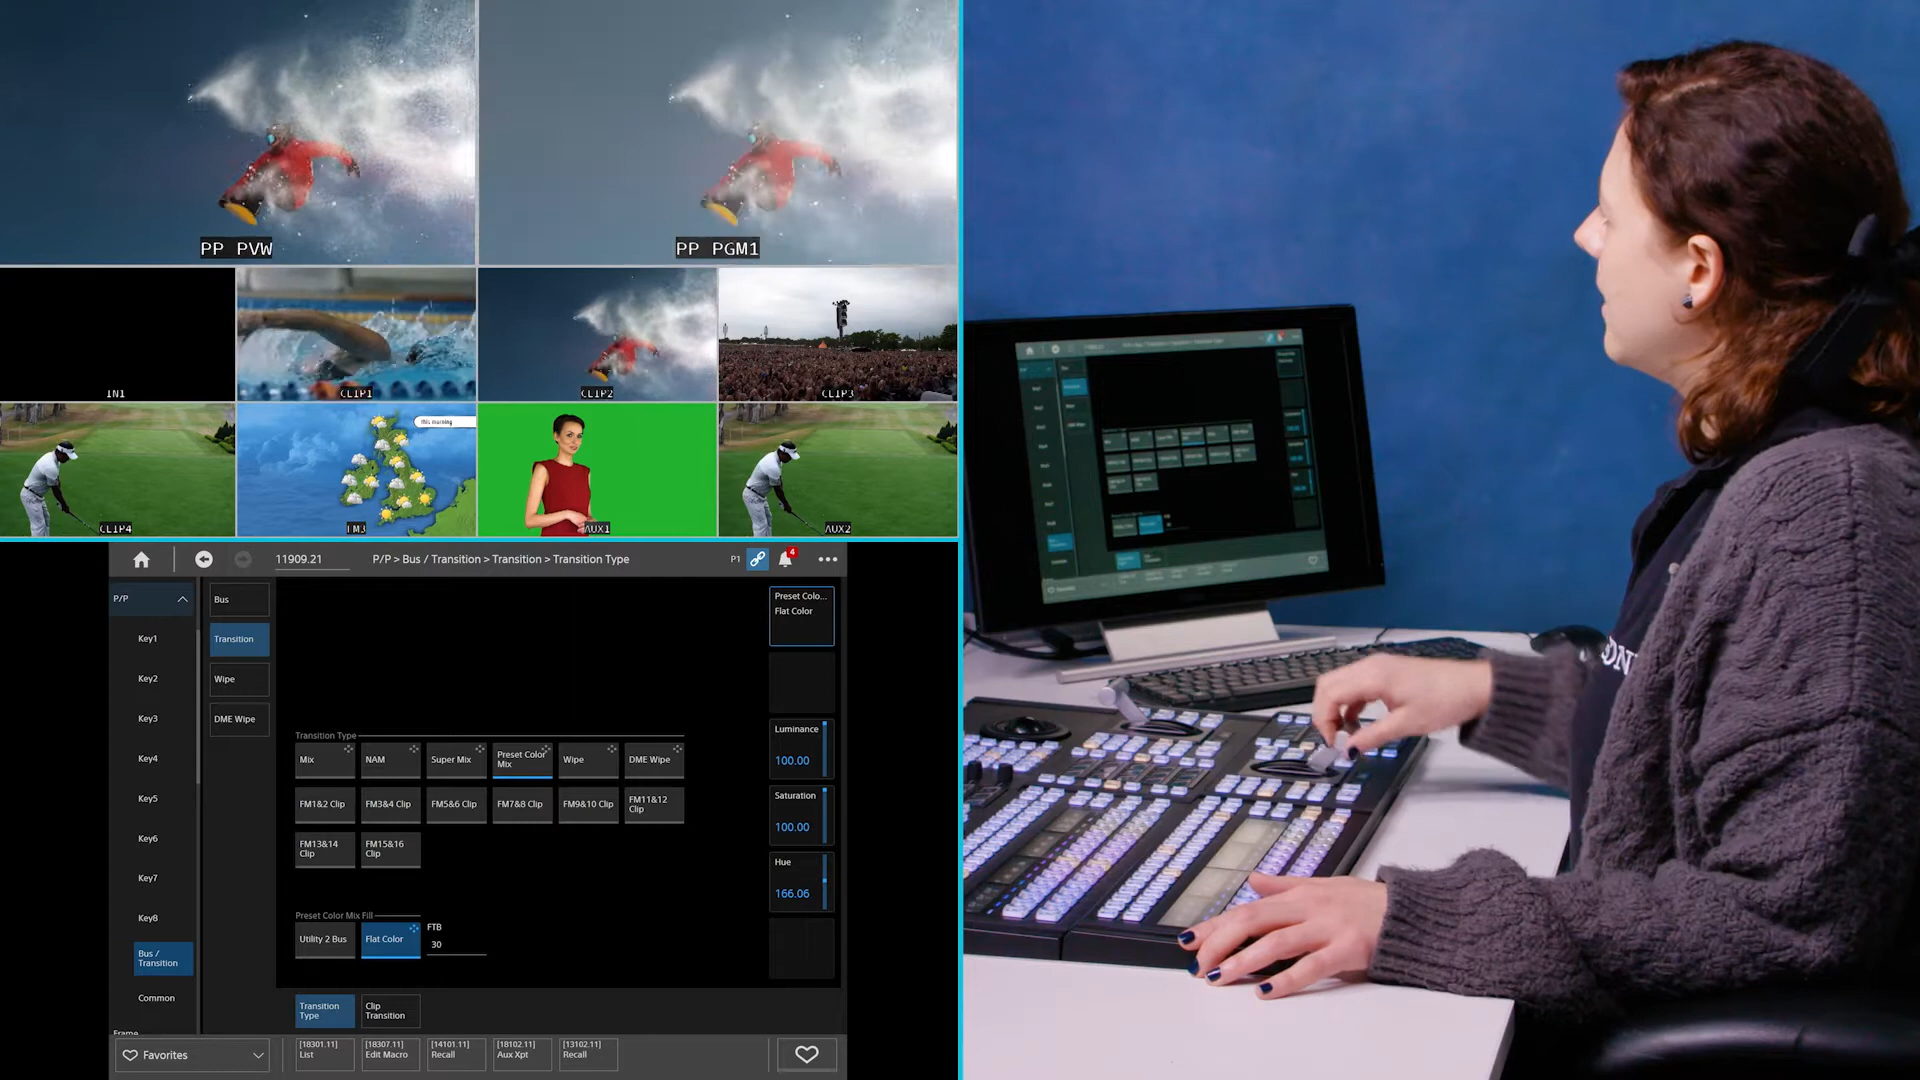 PP PVW
PP PGM1
IN1
CLIP1
CLIP2
CLIP3
This morning
CLIP4
FM3
AUX1
AUX2
11909.21
P/P > Bus / Transition > Transition > Transition Type
P1
4
P/P
Key1
Key2
Key3
Key4
Key5
Key6
Key7
Key8
Bus /
Transition
Common
Frame
Bus
Transition
Wipe
DME Wipe
Transition Type
Mix
NAM
Super Mix
Preset Color
Mix
Wipe
DME Wipe
FM1&2 Clip
FM3&4 Clip
FM5&6 Clip
FM7&8 Clip
FM9&10 Clip
FM11&12
Clip
FM13&14
Clip
FM15&16
Clip
Preset Color Mix Fill
Utility 2 Bus
Flat Color
FTB
30
Transition
Type
Clip
Transition
Preset Colo...
Flat Color
Luminance
100.00
Saturation
100.00
Hue
166.06
Favorites
[18301.11]
List
[18307.11]
Edit Macro
[14101.11]
Recall
[18102.11]
Aux Xpt
[13102.11]
Recall